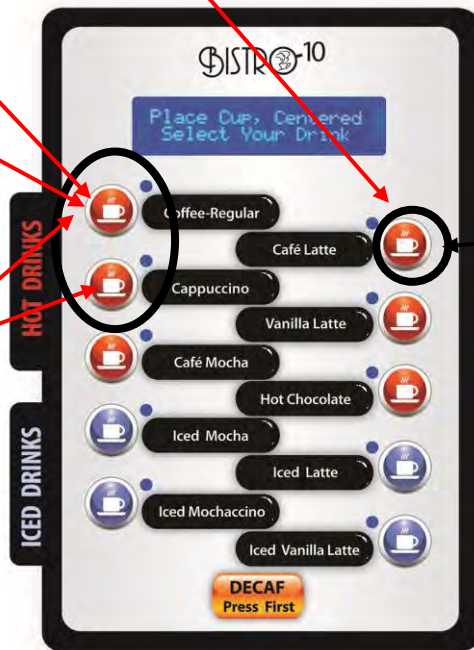 BISTRO 10
Place Cup, Centered
Select Your Drink
HOT DRINKS
Coffee-Regular
Café Latte
Cappuccino
Vanilla Latte
Café Mocha
Hot Chocolate
ICED DRINKS
Iced Mocha
Iced Latte
Iced Mochaccino
Iced Vanilla Latte
DECAF
Press First